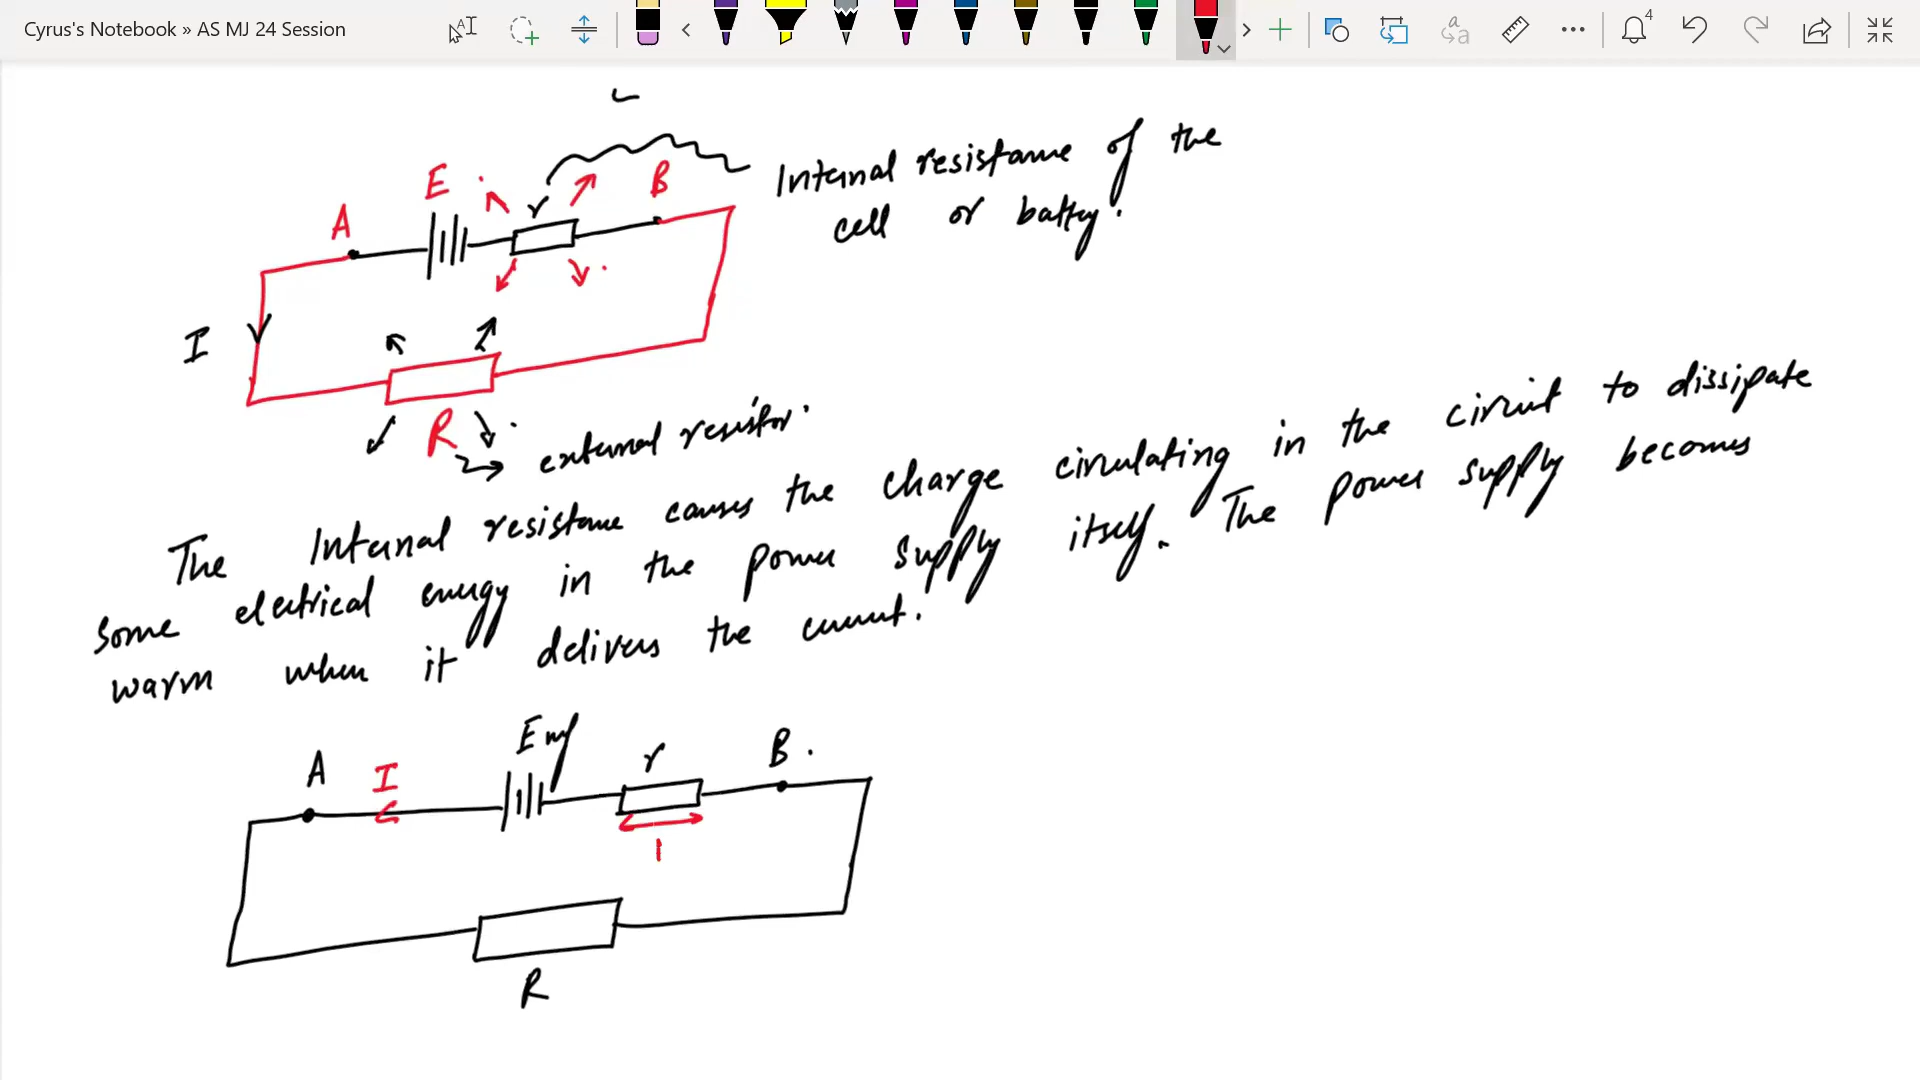 Cyrus's Notebook » AS MJ 24 Session
4
E
r
B
A
Internal resistance of the
cell or battery.
I
R
external resistor.
The Internal resistance causes the charge circulating in the circuit to dissipate
some electrical energy in the power supply itself. The power supply becomes
warm when it delivers the current.
Emf
r
B.
A
I
R